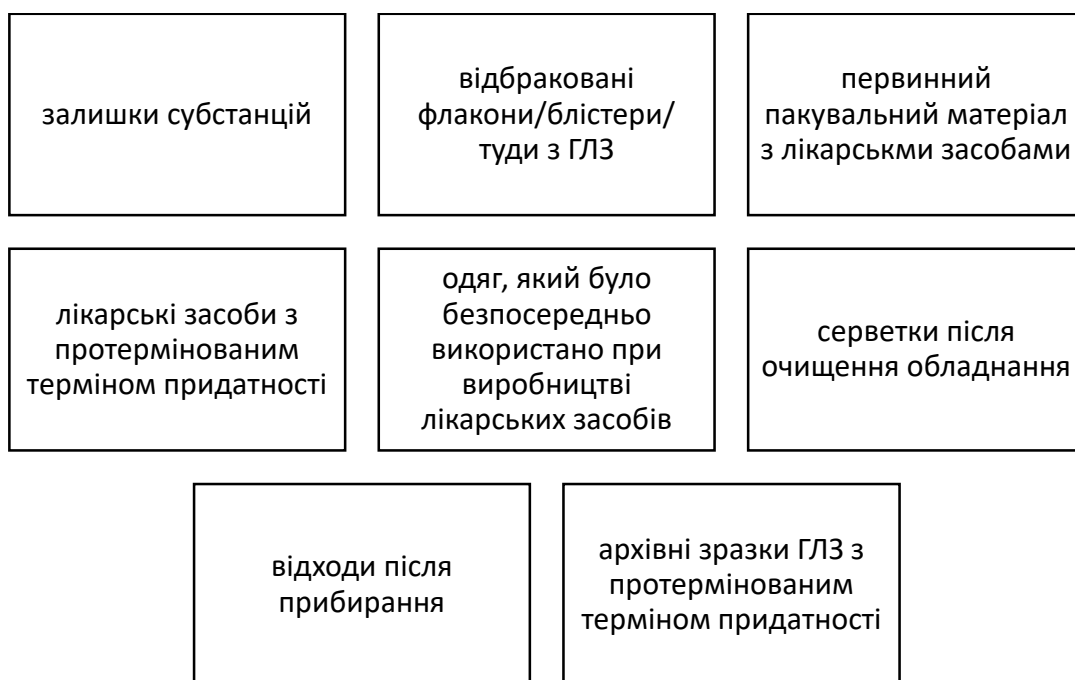 залишки субстанцій
відбраковані
флакони/блістери/
туди з ГЛЗ
первинний
пакувальний матеріал
з лікарськми засобами
лікарські засоби з
протермінованим
терміном придатності
одяг, який було
безпосередньо
використано при
виробництві
лікарських засобів
серветки після
очищення обладнання
відходи після
прибирання
архівні зразки ГЛЗ з
протермінованим
терміном придатності